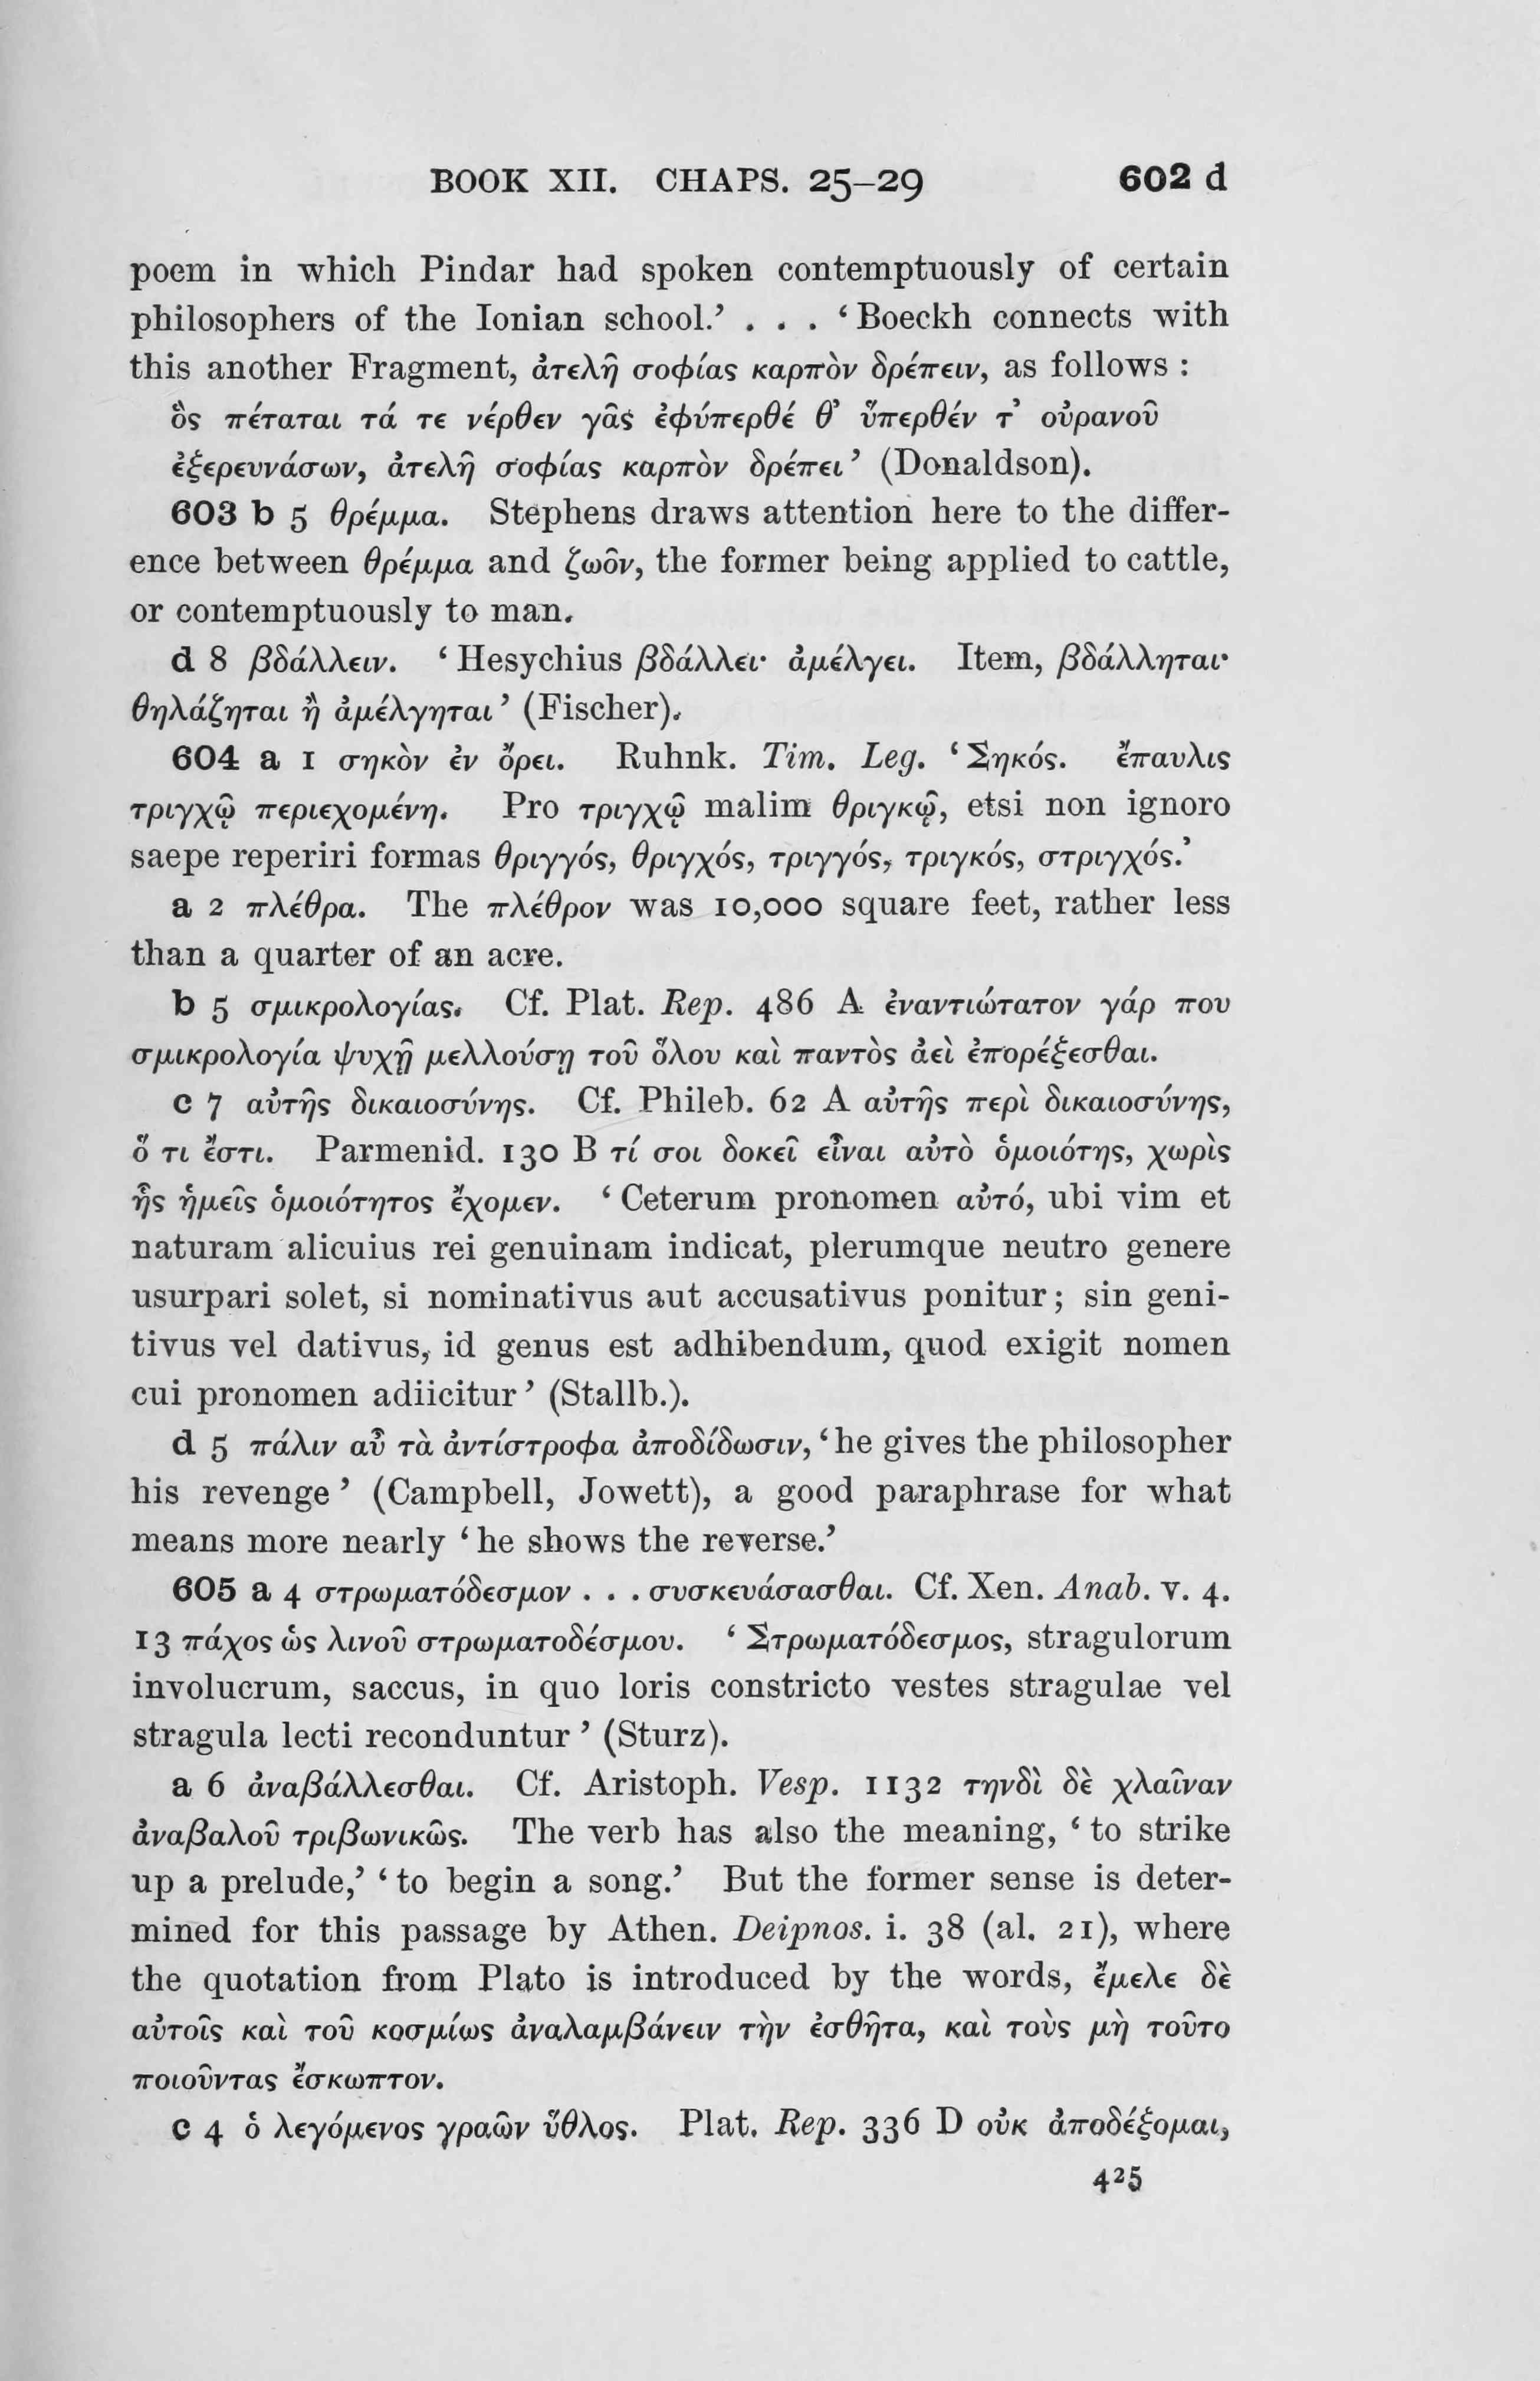 BOOK XII. CHAPS. 25–29 602 d
poem in which Pindar had spoken contemptuously of certain
philosophers of the Ionian school.’ . . . ‘Boeckh connects with
this another Fragment, ἀτελῆ σοφίας καρπὸν δρέπειν, as follows :
ὃς πέταται τά τε νέρθεν γᾶς ἐφύπερθέ θ’ ὕπερθέν τ’ οὐρανοῦ
ἐξερευνάσων, ἀτελῆ σοφίας καρπὸν δρέπει’ (Donaldson).
603 b 5 θρέμμα. Stephens draws attention here to the differ-
ence between θρέμμα and ζωόν, the former being applied to cattle,
or contemptuously to man.
d 8 βδάλλειν. ‘Hesychius βδάλλει· ἀμέλγει. Item, βδάλληται·
θηλάζηται ἢ ἀμέλγηται’ (Fischer).
604 a 1 σηκὸν ἐν ὄρει. Ruhnk. Tim. Leg. ‘Σηκός. ἔπαυλις
τριγχῷ περιεχομένη. Pro τριγχῷ malim θριγκῷ, etsi non ignoro
saepe reperiri formas θριγγός, θριγχός, τριγγός, τριγκός, στριγχός.’
a 2 πλέθρα. The πλέθρον was 10,000 square feet, rather less
than a quarter of an acre.
b 5 σμικρολογίας. Cf. Plat. Rep. 486 A ἐναντιώτατον γάρ που
σμικρολογία ψυχῇ μελλούσῃ τοῦ ὅλου καὶ παντὸς ἀεὶ ἐπορέξεσθαι.
c 7 αὐτῆς δικαιοσύνης. Cf. Phileb. 62 A αὐτῆς περὶ δικαιοσύνης,
ὅ τι ἔστι. Parmenid. 130 B τί σοι δοκεῖ εἶναι αὐτὸ ὁμοιότης, χωρὶς
ἧς ἡμεῖς ὁμοιότητος ἔχομεν. ‘Ceterum pronomen αὐτό, ubi vim et
naturam alicuius rei genuinam indicat, plerumque neutro genere
usurpari solet, si nominativus aut accusativus ponitur; sin geni-
tivus vel dativus, id genus est adhibendum, quod exigit nomen
cui pronomen adiicitur’ (Stallb.).
d 5 πάλιν αὖ τὰ ἀντίστροφα ἀποδίδωσιν, ‘he gives the philosopher
his revenge’ (Campbell, Jowett), a good paraphrase for what
means more nearly ‘he shows the reverse.’
605 a 4 στρωματόδεσμον . . . συσκευάσασθαι. Cf. Xen. Anab. v. 4.
13 πάχος ὡς λινοῦ στρωματοδέσμου. ‘Στρωματόδεσμος, stragulorum
involucrum, saccus, in quo loris constricto vestes stragulae vel
stragula lecti reconduntur’ (Sturz).
a 6 ἀναβάλλεσθαι. Cf. Aristoph. Vesp. 1132 τηνδὶ δὲ χλαῖναν
ἀναβαλοῦ τριβωνικῶς. The verb has also the meaning, ‘to strike
up a prelude,’ ‘to begin a song.’ But the former sense is deter-
mined for this passage by Athen. Deipnos. i. 38 (al. 21), where
the quotation from Plato is introduced by the words, ἔμελε δὲ
αὐτοῖς καὶ τοῦ κοσμίως ἀναλαμβάνειν τὴν ἐσθῆτα, καὶ τοὺς μὴ τοῦτο
ποιοῦντας ἔσκωπτον.
c 4 ὁ λεγόμενος γραῶν ὕθλος. Plat. Rep. 336 D οὐκ ἀποδέξομαι,
425